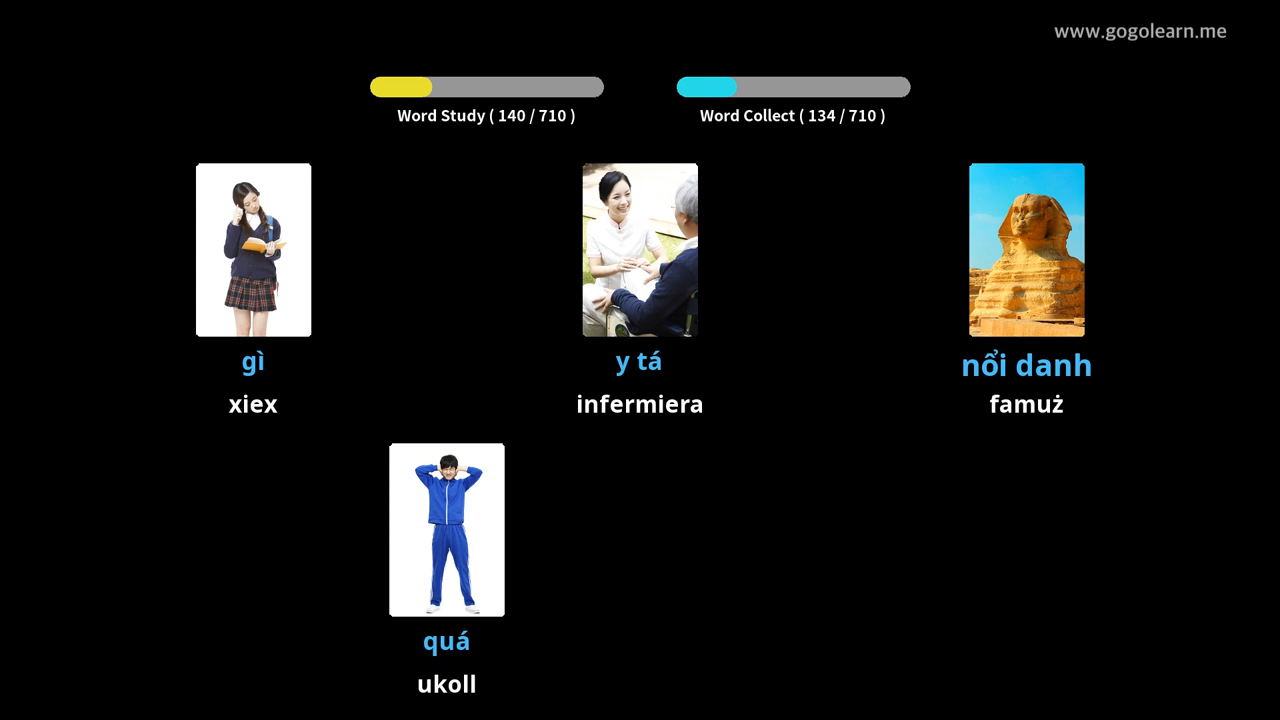 www.gogolearn.me
Word Study ( 140 / 710 )
Word Collect ( 134 / 710 )
gì
y tá
nổi danh
xiex
infermiera
famuż
quá
ukoll